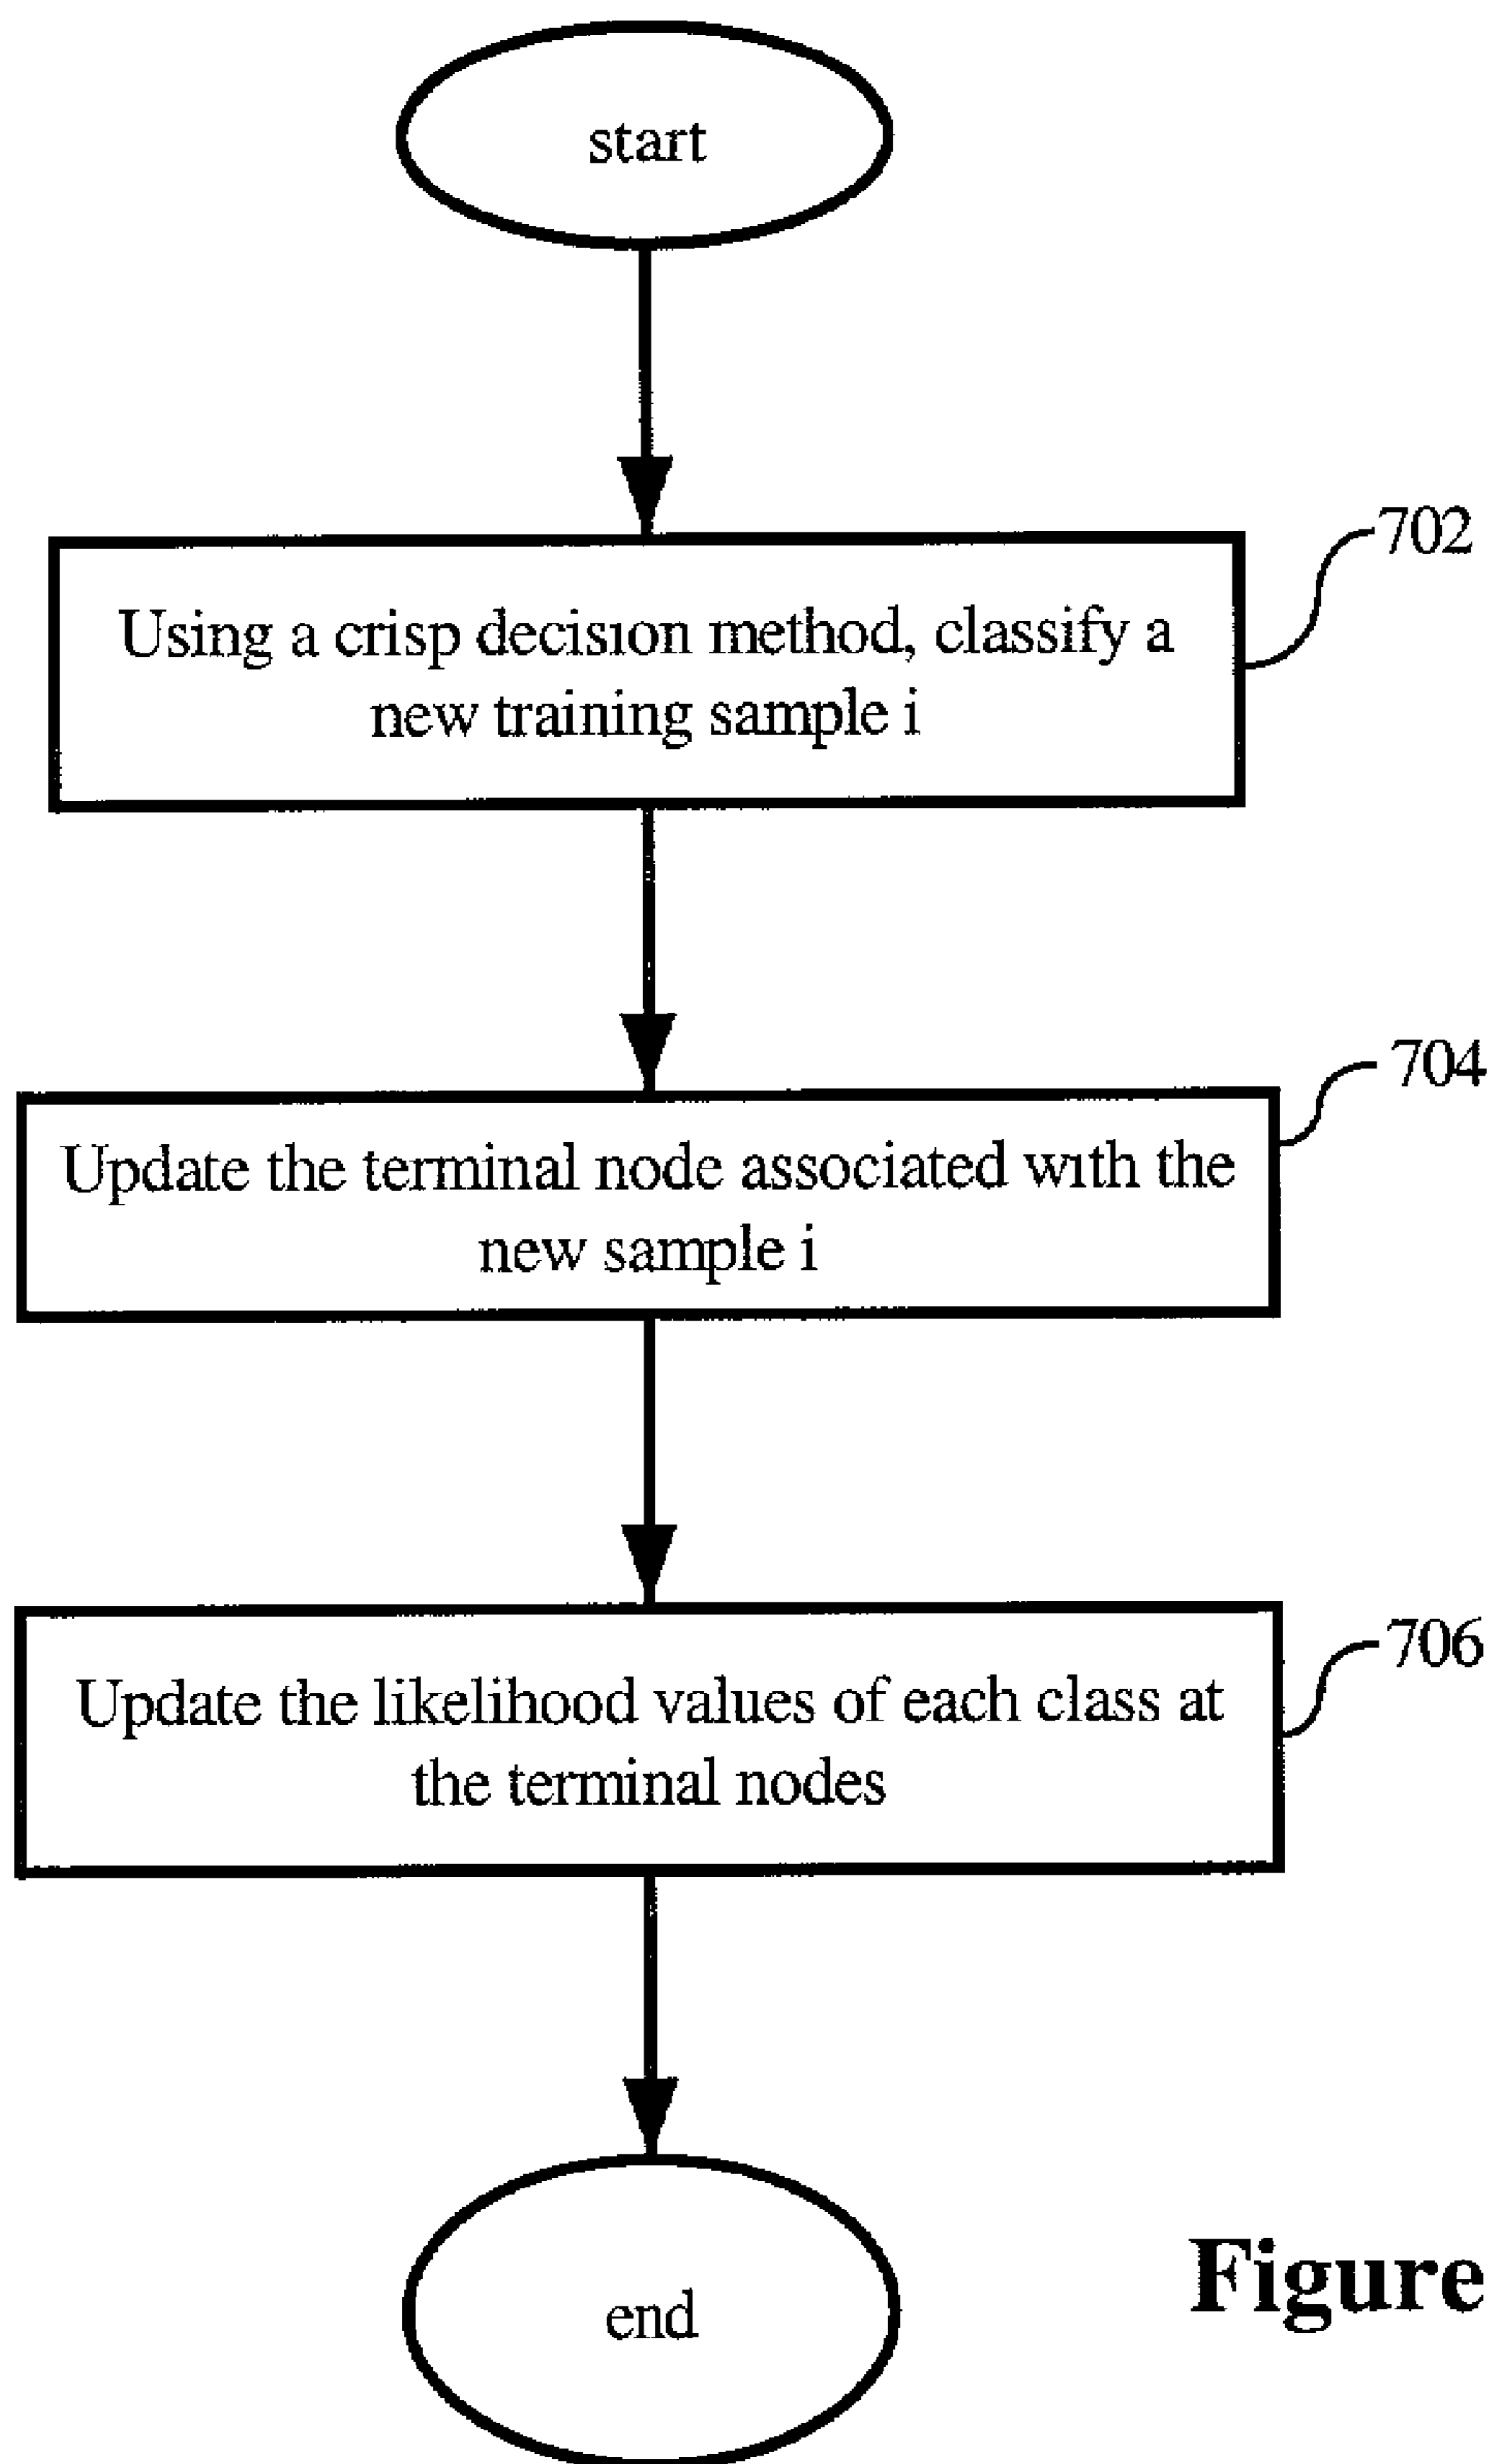 start
702
Using a crisp decision method, classify a
new training sample i
704
Update the terminal node associated with the
new sample i
706
Update the likelihood values of each class at
the terminal nodes
end
Figure